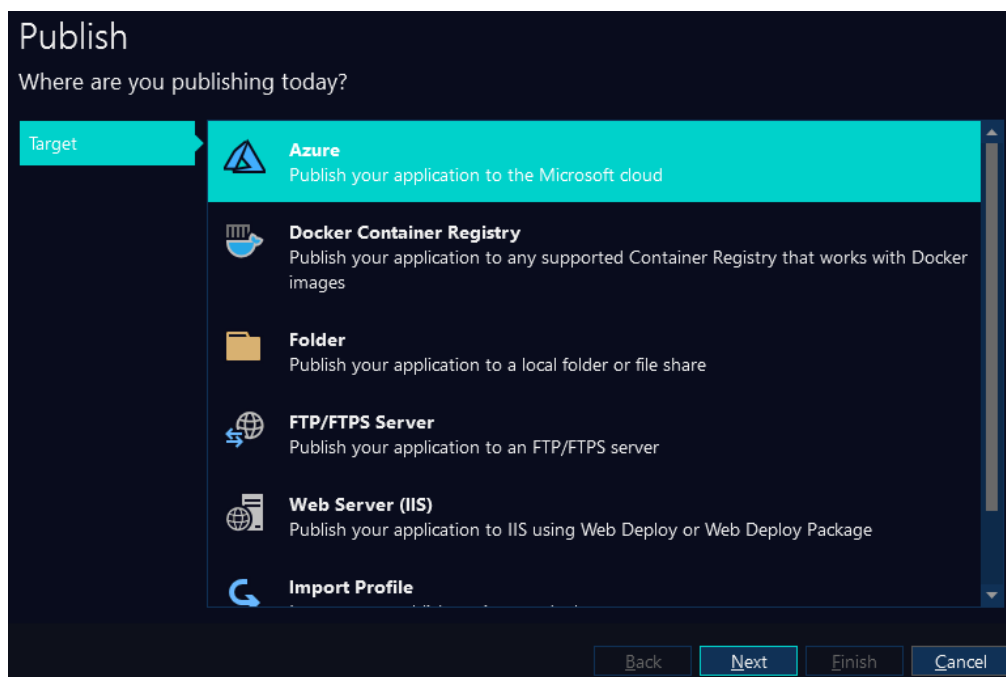 Publish
Where are you publishing today?
Target
Azure
Publish your application to the Microsoft cloud
Docker Container Registry
Publish your application to any supported Container Registry that works with Docker
images
Folder
Publish your application to a local folder or file share
FTP/FTPS Server
Publish your application to an FTP/FTPS server
Web Server (IIS)
Publish your application to IIS using Web Deploy or Web Deploy Package
Import Profile
Back
Next
Finish
Cancel